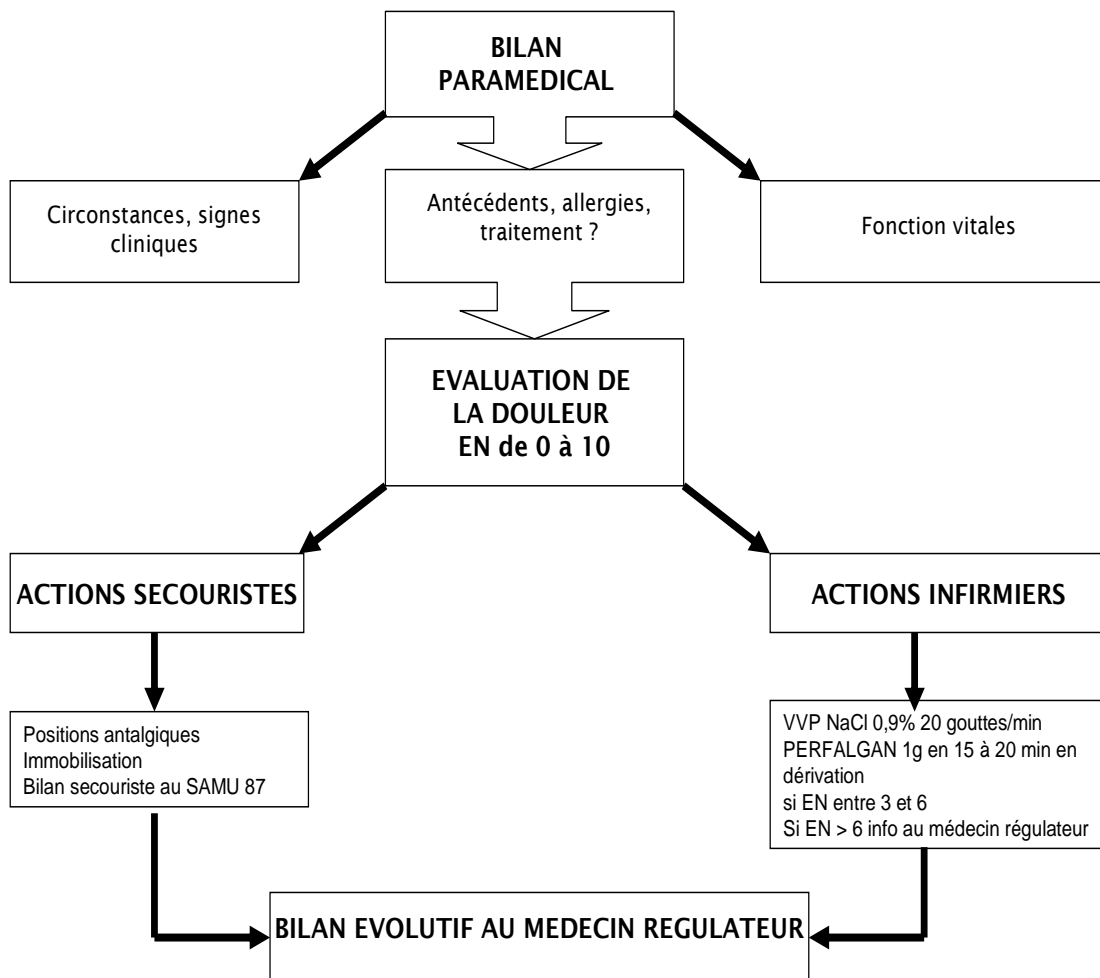 BILAN
PARAMEDICAL
Circonstances, signes
cliniques
Antécédents, allergies,
traitement ?
Fonction vitales
EVALUATION DE
LA DOULEUR
EN de 0 à 10
ACTIONS SECOURISTES
ACTIONS INFIRMIERS
Positions antalgiques
Immobilisation
Bilan secouriste au SAMU 87
VVP NaCl 0,9% 20 gouttes/min
PERFALGAN 1g en 15 à 20 min en
dérivation
si EN entre 3 et 6
Si EN > 6 info au médecin régulateur
BILAN EVOLUTIF AU MEDECIN REGULATEUR